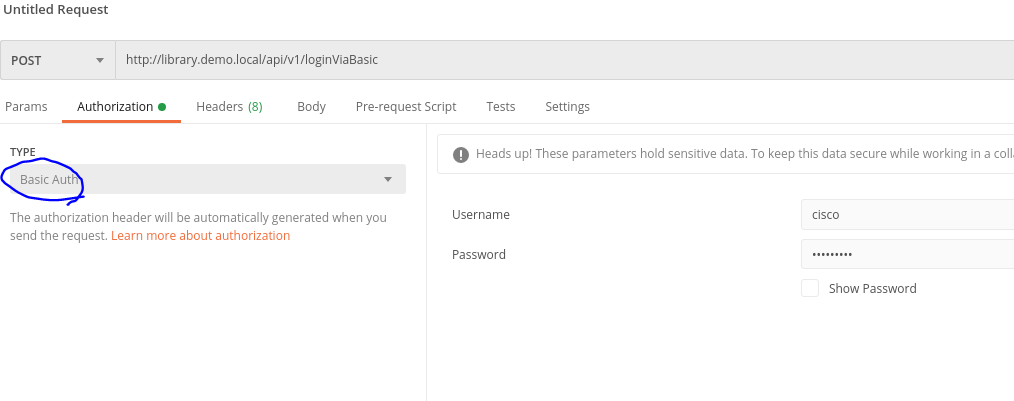 Untitled Request
POST http://library.demo.local/api/v1/loginViaBasic
Params Authorization Headers (8) Body Pre-request Script Tests Settings
TYPE
Basic Auth
The authorization header will be automatically generated when you
send the request. Learn more about authorization
Heads up! These parameters hold sensitive data. To keep this data secure while working in a colla
Username cisco
Password •••••••••
Show Password